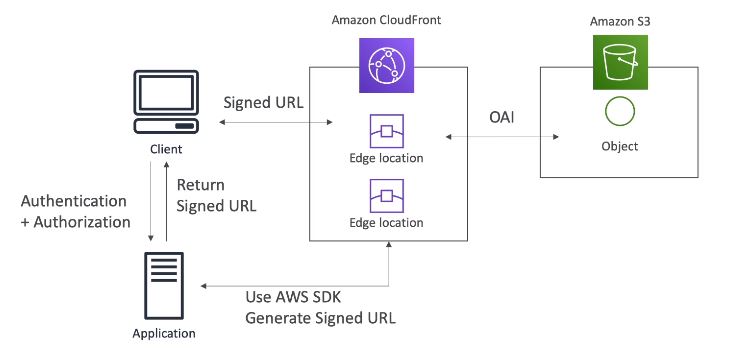 Amazon CloudFront
Amazon S3
Signed URL
OAI
Client
Edge location
Object
Authentication
+ Authorization
Return
Signed URL
Edge location
Use AWS SDK
Generate Signed URL
Application